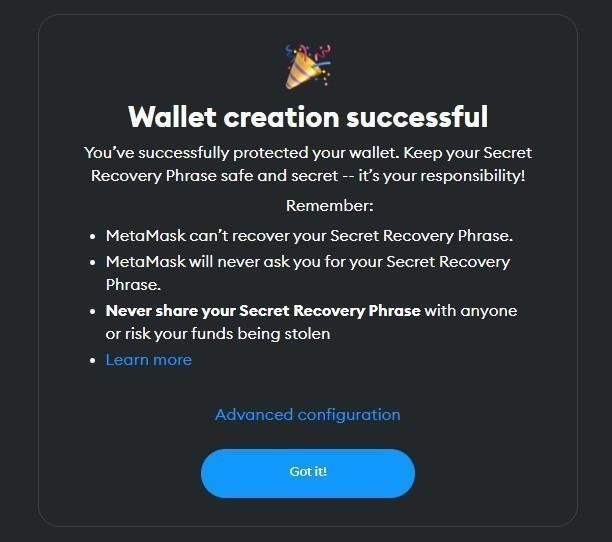 Wallet creation successful
You’ve successfully protected your wallet. Keep your Secret
Recovery Phrase safe and secret -- it’s your responsibility!
Remember:
• MetaMask can’t recover your Secret Recovery Phrase.
• MetaMask will never ask you for your Secret Recovery
Phrase.
• Never share your Secret Recovery Phrase with anyone
or risk your funds being stolen
• Learn more
Advanced configuration
Got it!